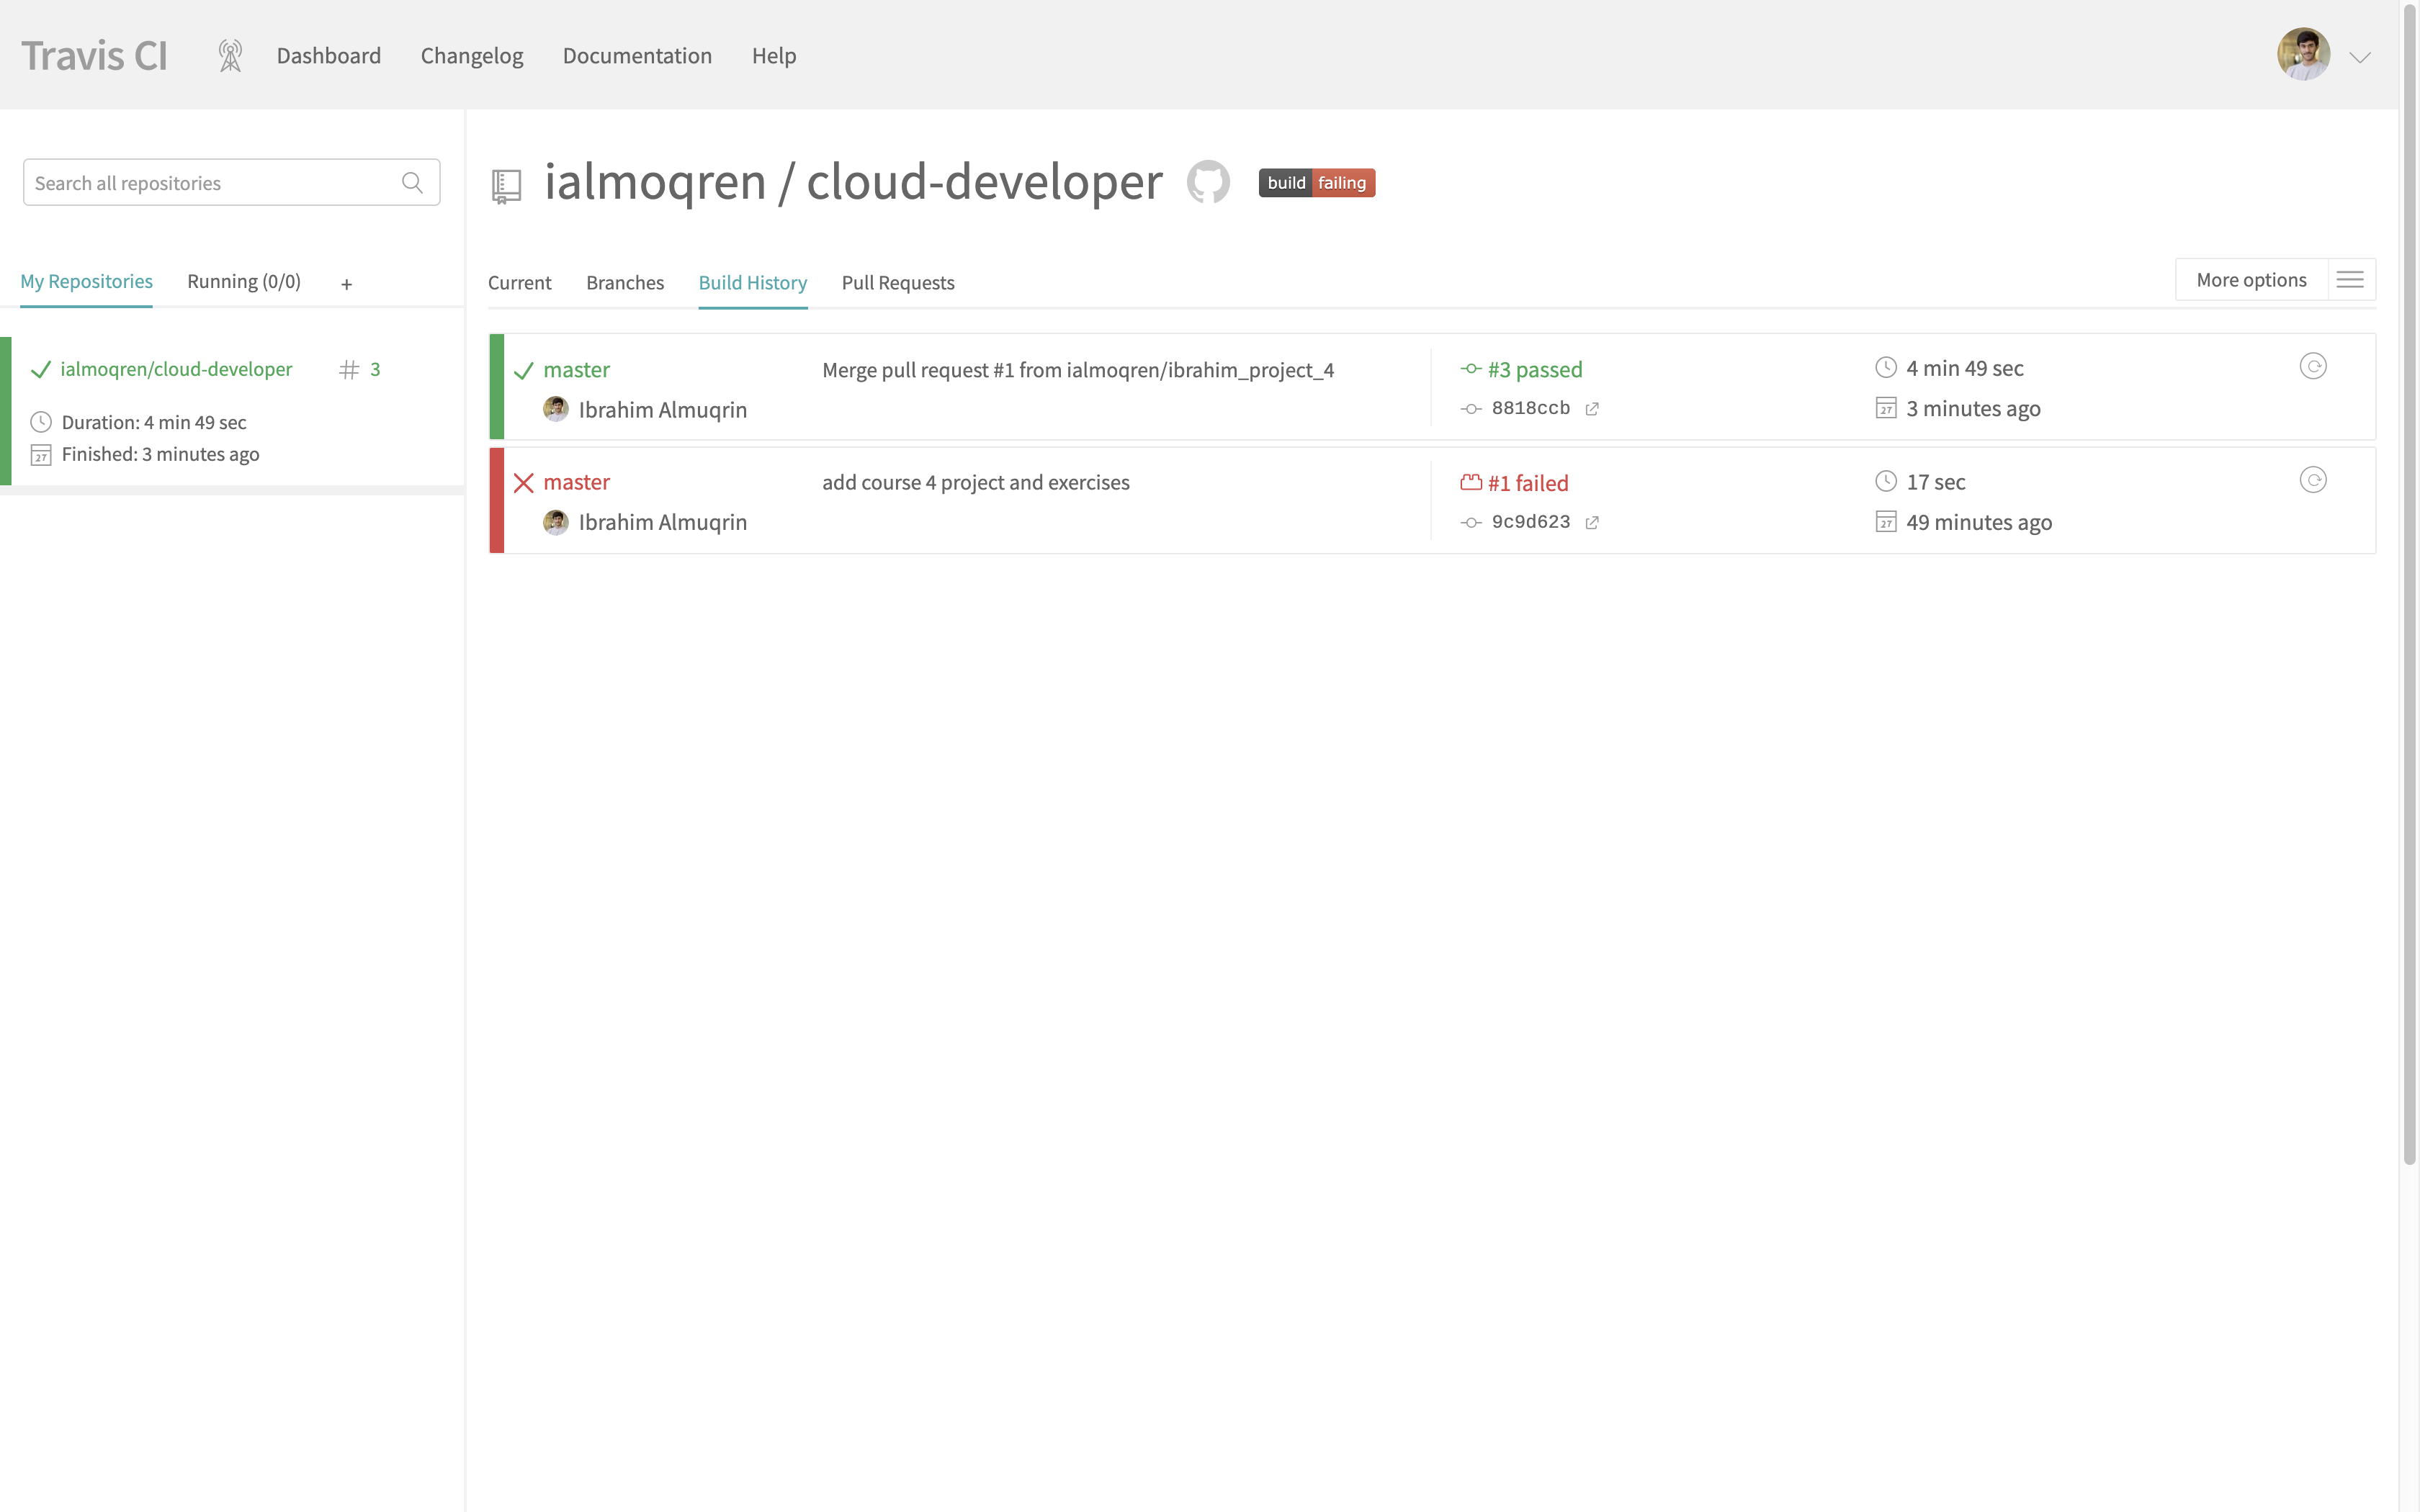 Travis CI
Dashboard
Changelog
Documentation
Help
Search all repositories
My Repositories
Running (0/0)
+
ialmoqren/cloud-developer
# 3
Duration: 4 min 49 sec
27 Finished: 3 minutes ago
ialmoqren / cloud-developer
build failing
Current
Branches
Build History
Pull Requests
More options
master
Merge pull request #1 from ialmoqren/ibrahim_project_4
#3 passed
4 min 49 sec
Ibrahim Almuqrin
8818ccb
27 3 minutes ago
master
add course 4 project and exercises
#1 failed
17 sec
Ibrahim Almuqrin
9c9d623
27 49 minutes ago